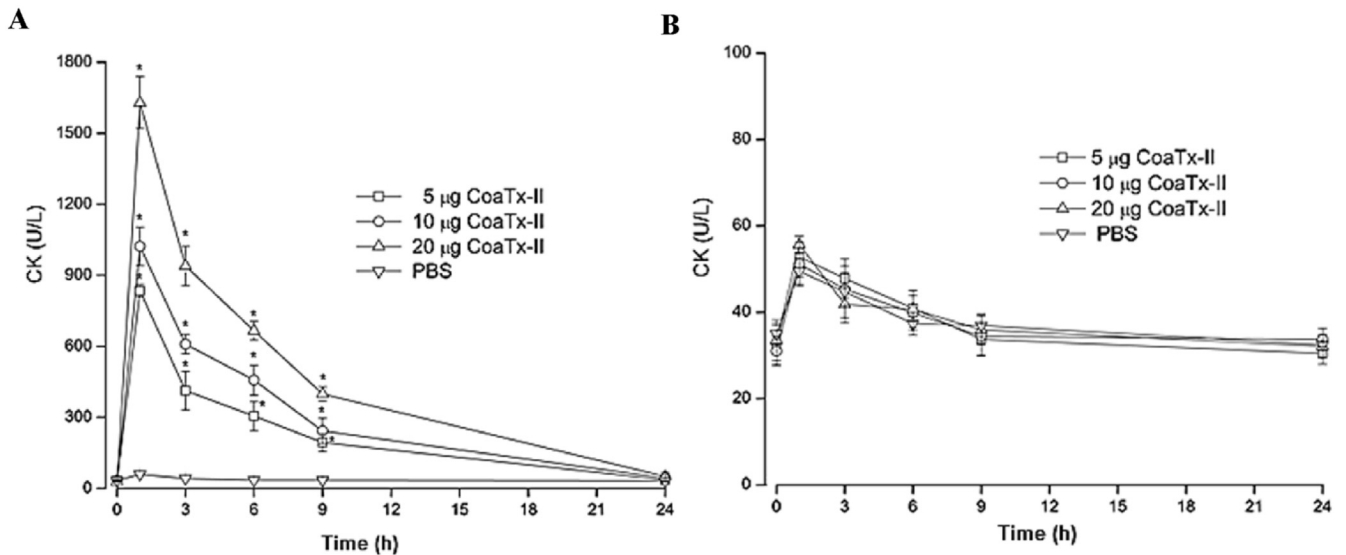 A
1800
1500
1200
900
600
300
0
CK (U/L)
* * * * * * * * * * * *
5 µg CoaTx-II
10 µg CoaTx-II
20 µg CoaTx-II
PBS
0 3 6 9 12 15 18 21 24
Time (h)
B
100
80
60
40
20
0
CK (U/L)
5 µg CoaTx-II
10 µg CoaTx-II
20 µg CoaTx-II
PBS
0 3 6 9 12 15 18 21 24
Time (h)